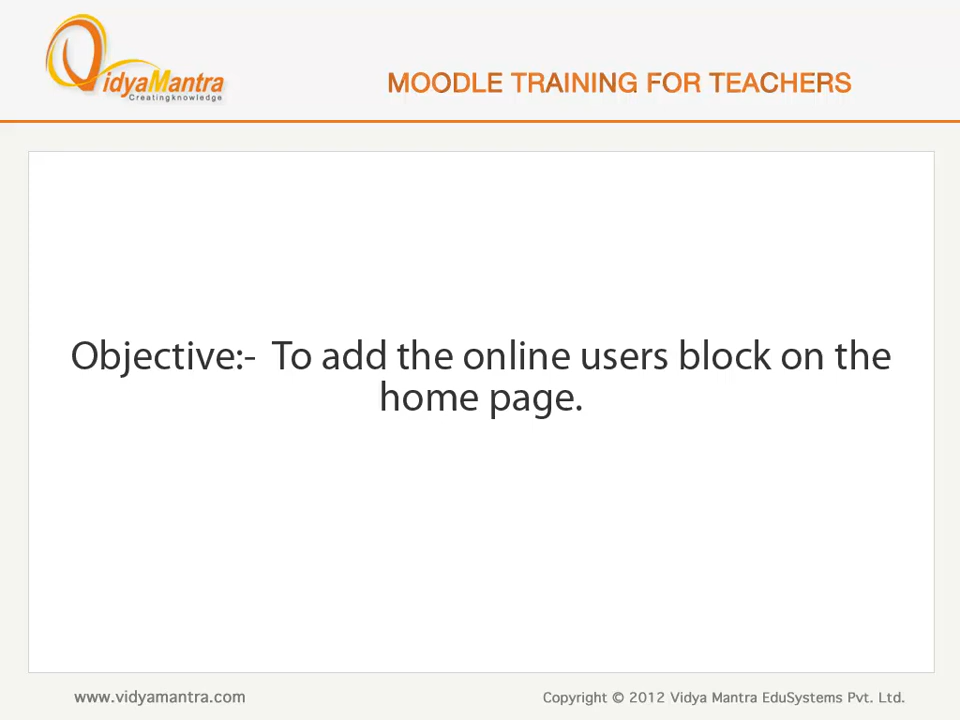 VidyaMantra
Creatingknowledge
MOODLE TRAINING FOR TEACHERS
Objective:- To add the online users block on the
home page.
www.vidyamantra.com
Copyright © 2012 Vidya Mantra EduSystems Pvt. Ltd.